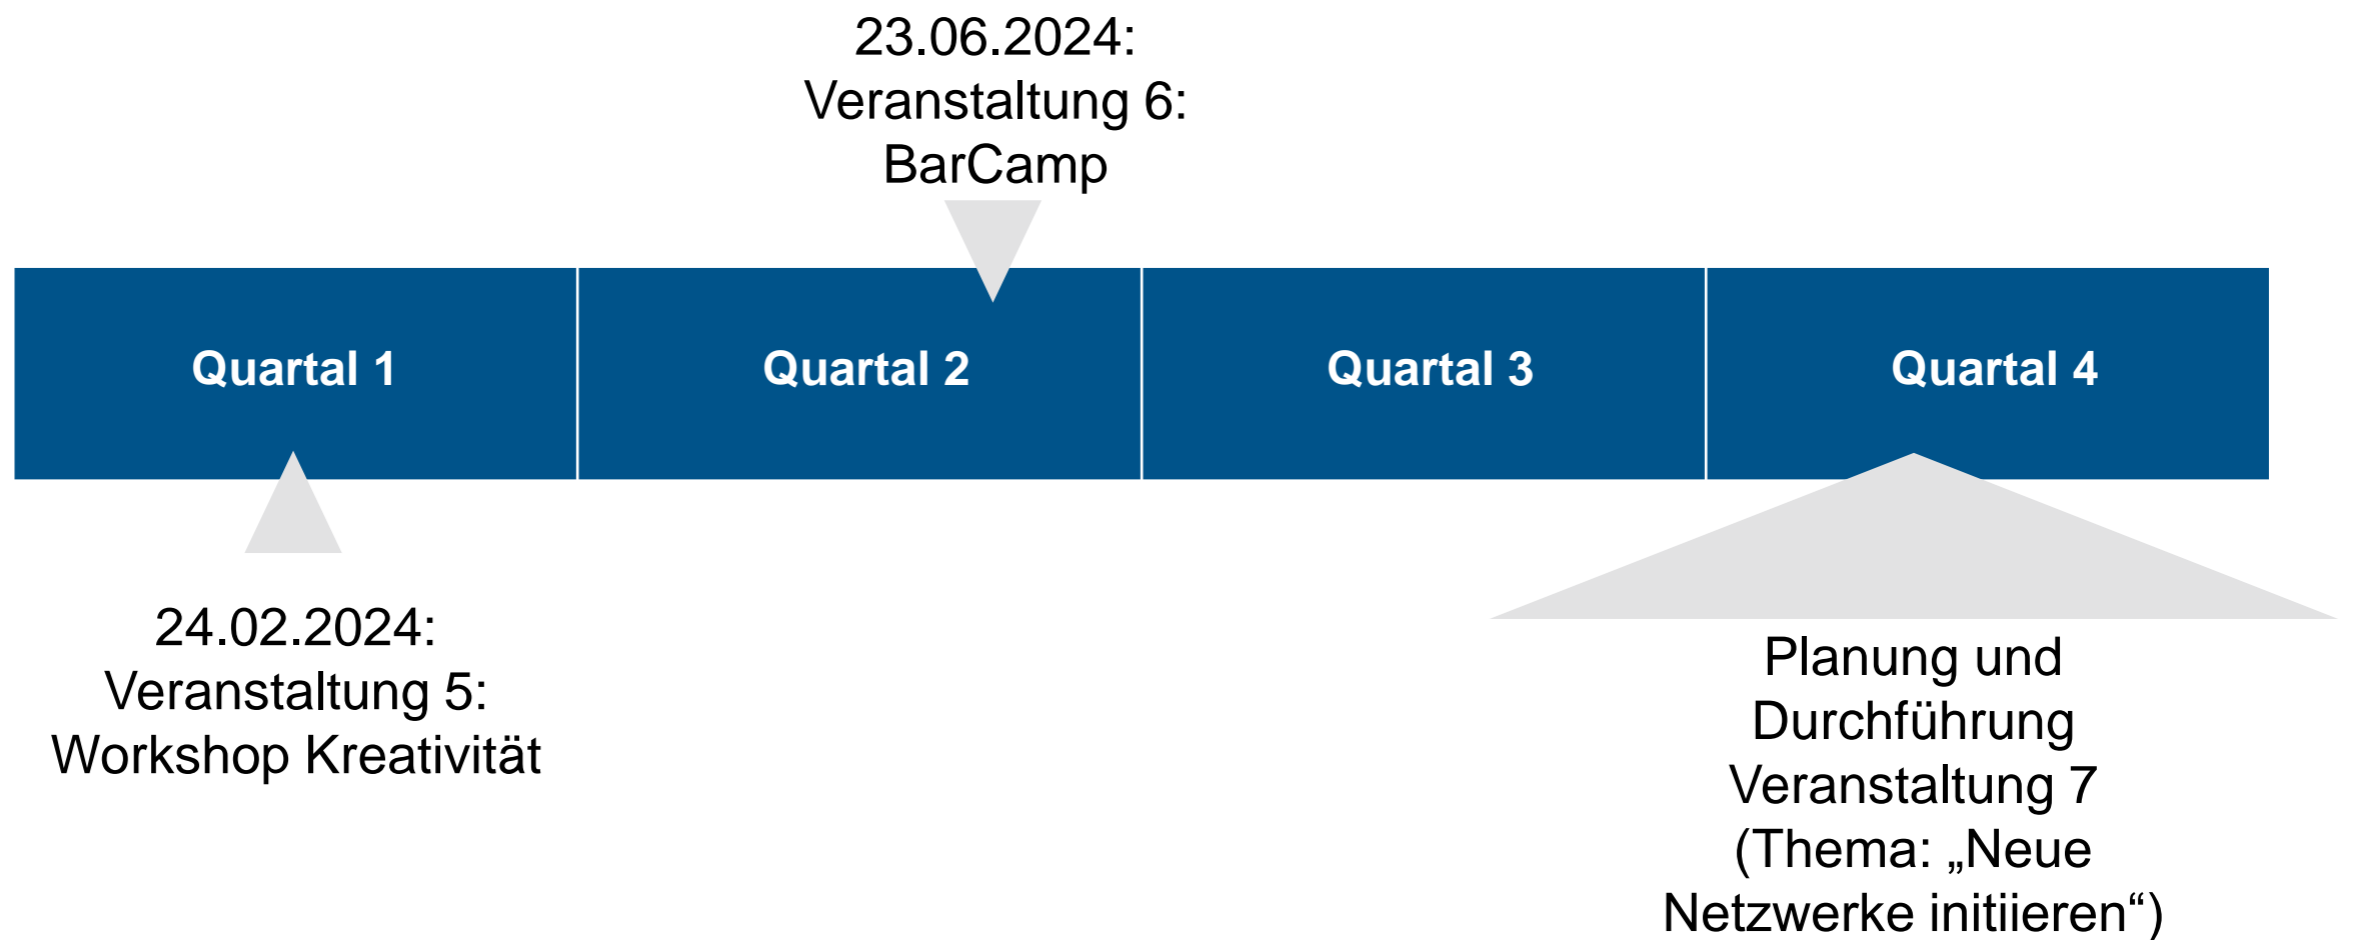 23.06.2024:
Veranstaltung 6:
BarCamp
Quartal 1
Quartal 2
Quartal 3
Quartal 4
24.02.2024:
Veranstaltung 5:
Workshop Kreativität
Planung und
Durchführung
Veranstaltung 7
(Thema: „Neue
Netzwerke initiieren“)